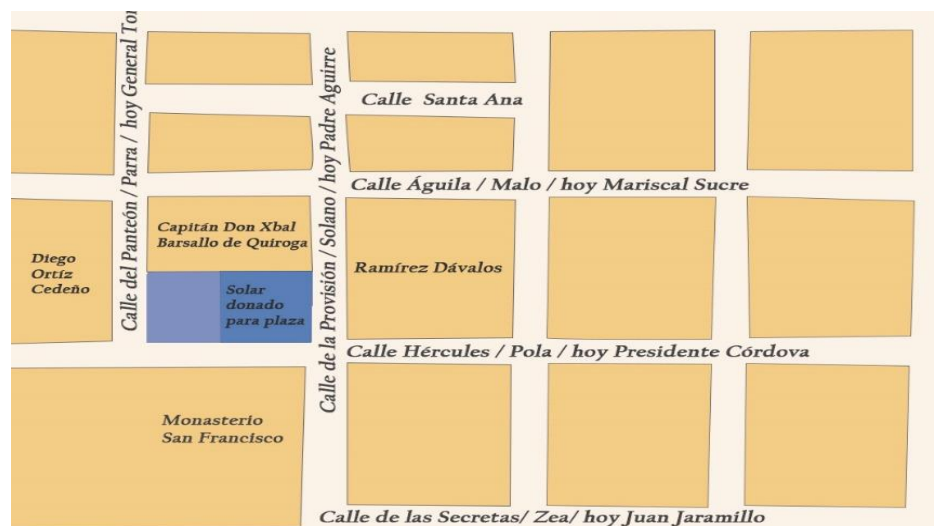 Calle del Panteón / Parra / hoy General
Calle de la Provisión / Solano / hoy Padre Aguirre
Calle Santa Ana
Calle Águila / Malo / hoy Mariscal Sucre
Capitán Don Xbal
Barsallo de Quiroga
Diego
Ortíz
Cedeño
Solar
donado
para plaza
Ramírez Dávalos
Calle Hércules / Pola / hoy Presidente Córdova
Monasterio
San Francisco
Calle de las Secretas/ Zea/ hoy Juan Jaramillo